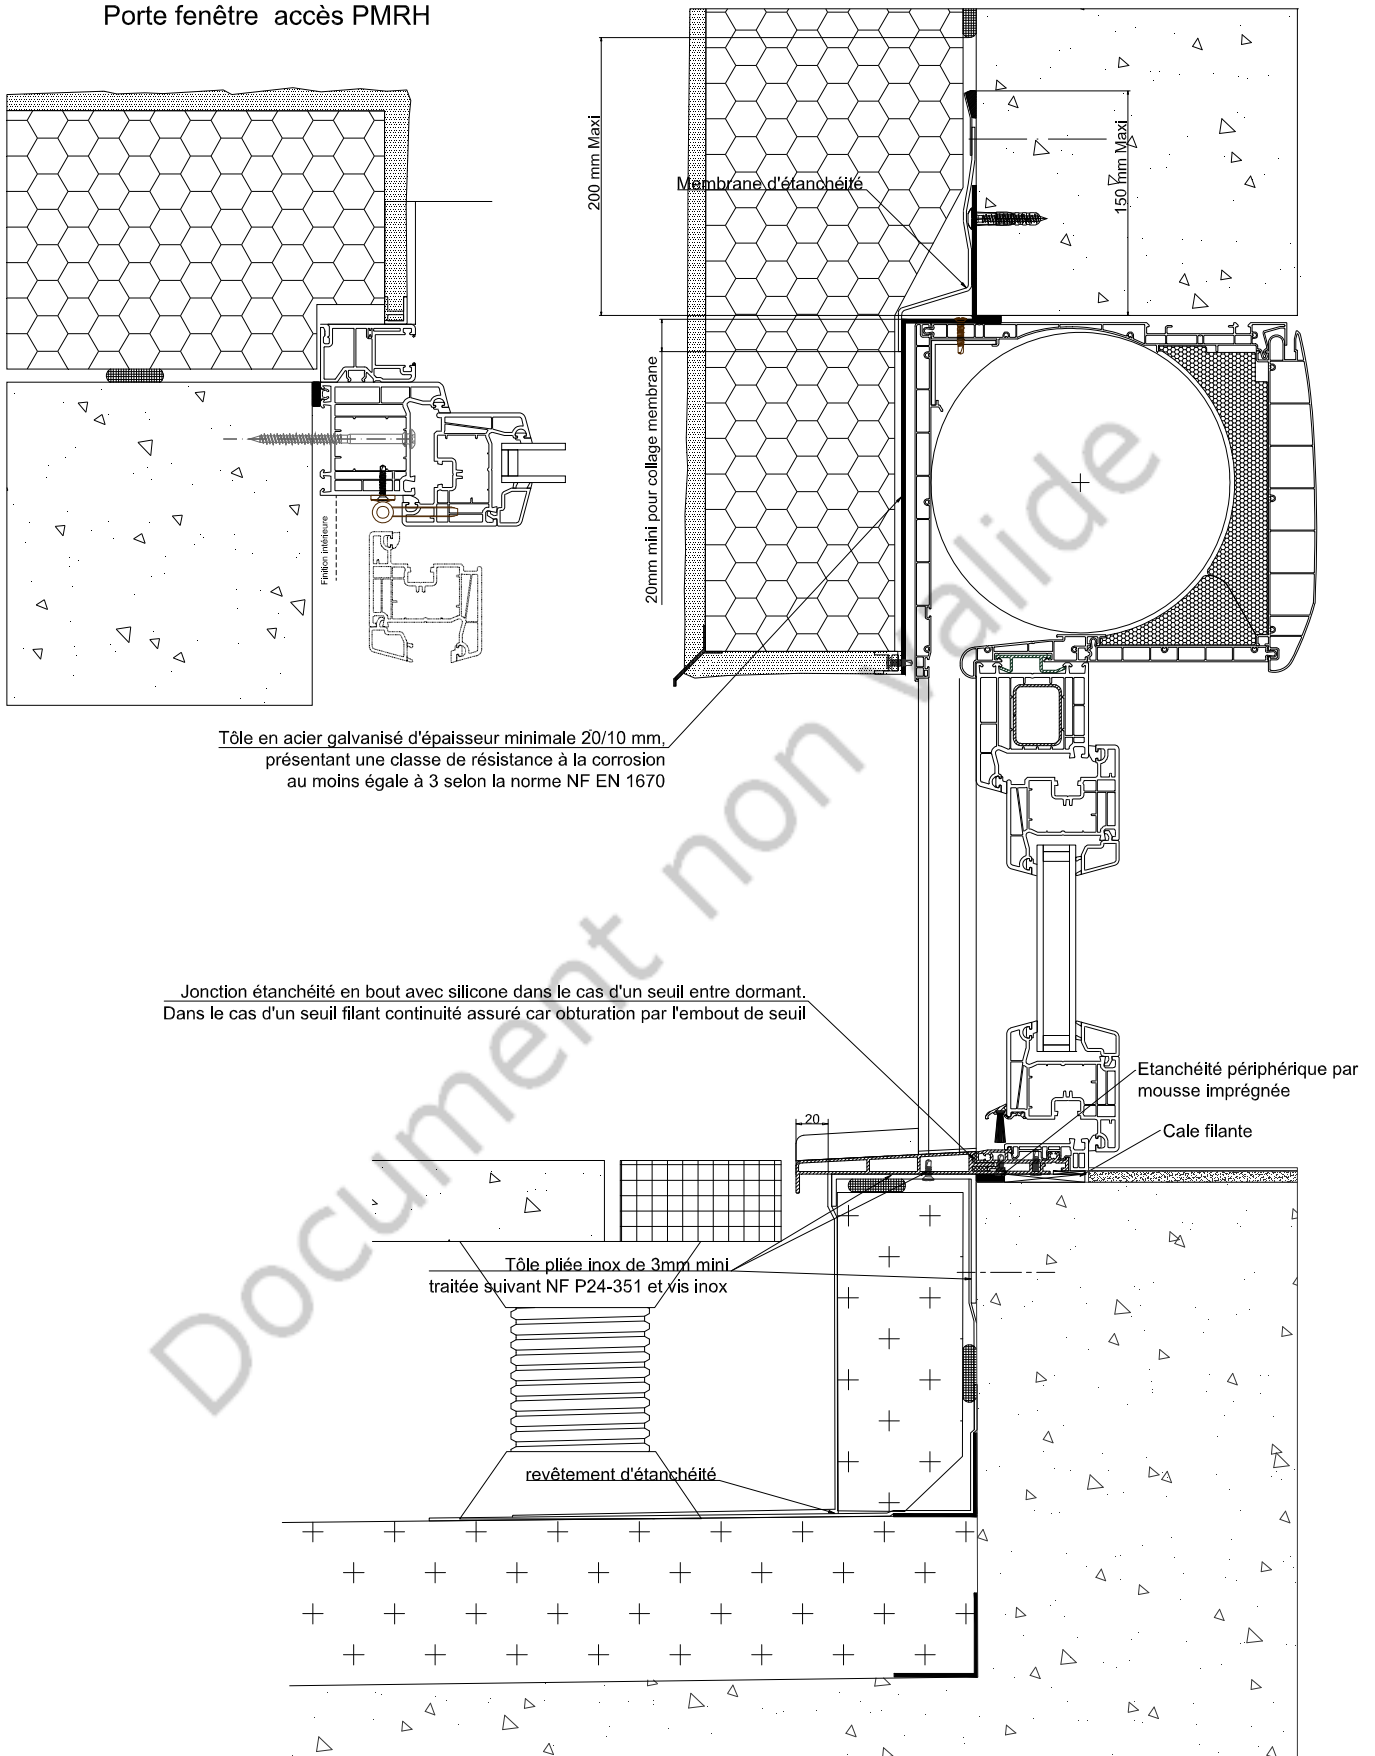 Porte fenêtre  accès PMRH
200 mm Maxi
Membrane d'étanchéité
150 mm Maxi
20mm mini pour collage membrane
Finition intérieure
Tôle en acier galvanisé d'épaisseur minimale 20/10 mm,
présentant une classe de résistance à la corrosion
au moins égale à 3 selon la norme NF EN 1670
Jonction étanchéité en bout avec silicone dans le cas d'un seuil entre dormant.
Dans le cas d'un seuil filant continuité assuré car obturation par l'embout de seuil
Etanchéité périphérique par
mousse imprégnée
20
Cale filante
Tôle pliée inox de 3mm mini
traitée suivant NF P24-351 et vis inox
revêtement d'étanchéité
Document non valide